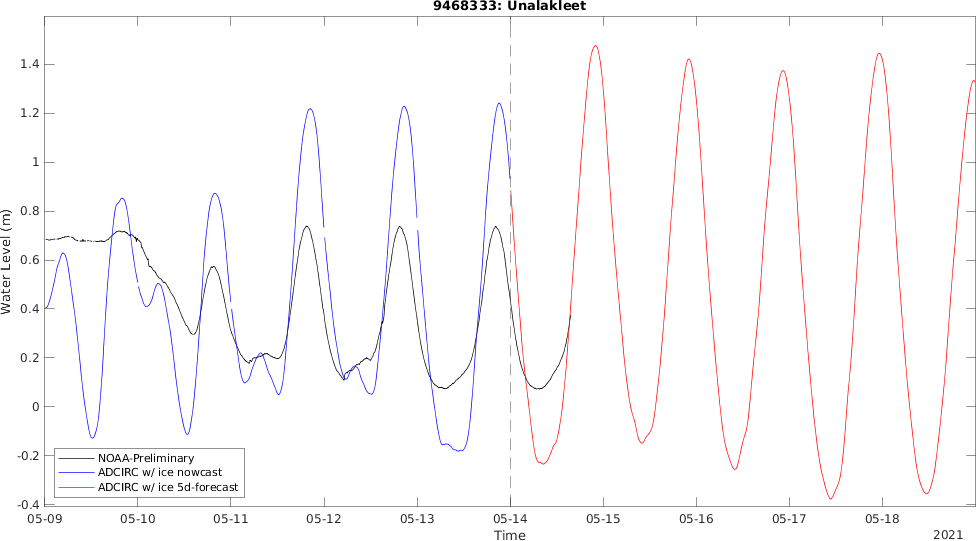 9468333: Unalakleet
Water Level (m)
1.4
1.2
1
0.8
0.6
0.4
0.2
0
-0.2
-0.4
NOAA-Preliminary
ADCIRC w/ ice nowcast
ADCIRC w/ ice 5d-forecast
05-09 05-10 05-11 05-12 05-13 05-14 05-15 05-16 05-17 05-18
Time
2021